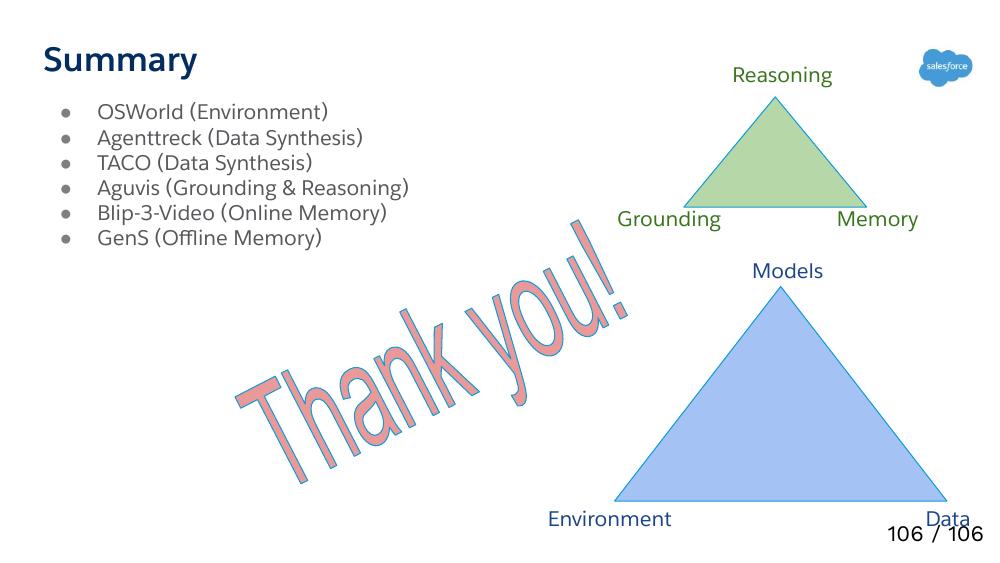 Summary
● OSWorld (Environment)
● Agenttreck (Data Synthesis)
● TACO (Data Synthesis)
● Aguvis (Grounding & Reasoning)
● Blip-3-Video (Online Memory)
● GenS (Offline Memory)
Thank you!
salesforce
Reasoning
Grounding
Memory
Models
Environment
Data
106 / 106